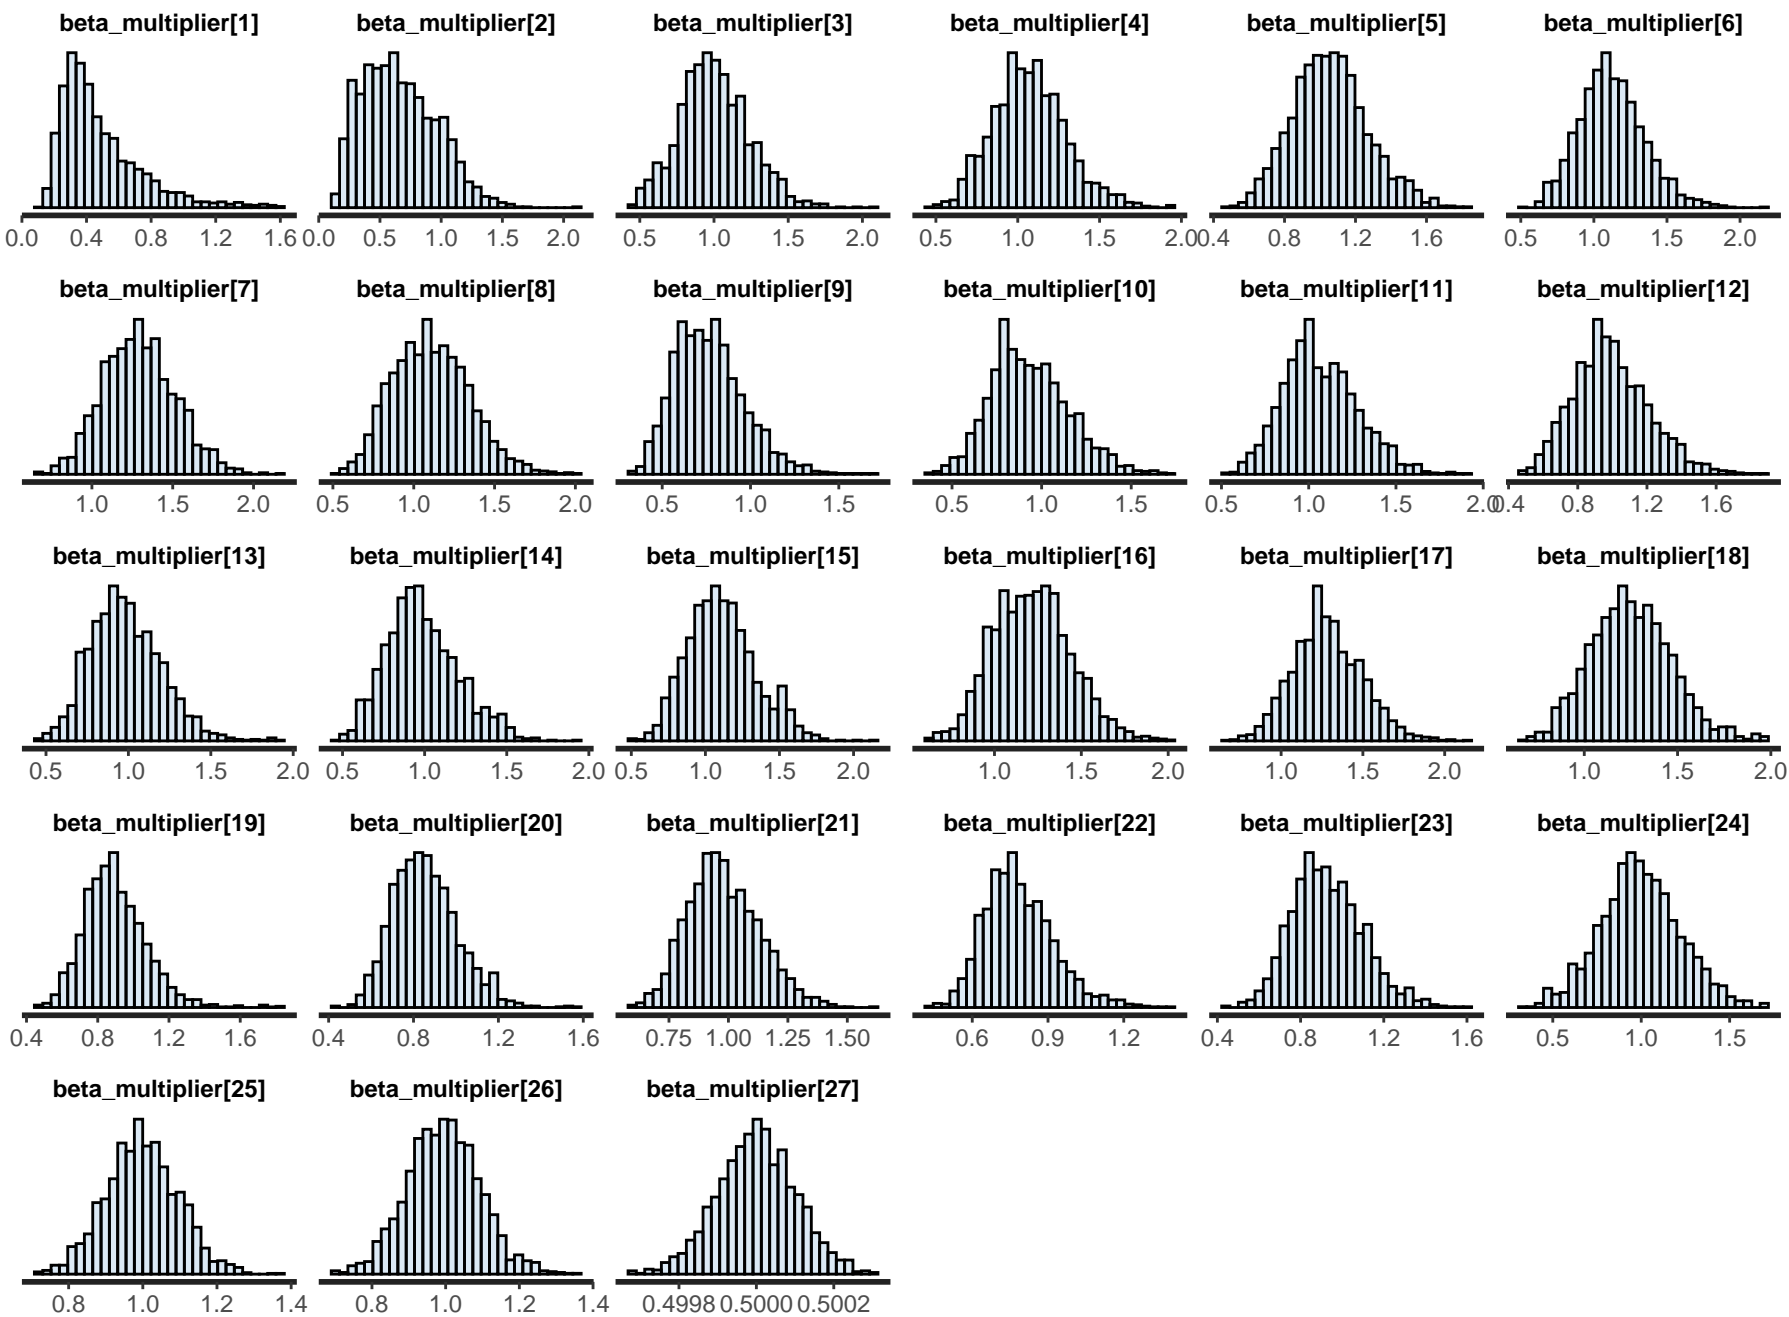 beta_multiplier[1] beta_multiplier[2] beta_multiplier[3] beta_multiplier[4] beta_multiplier[5] beta_multiplier[6]
0.0 0.4 0.8 1.2 1.6 0.0 0.5 1.0 1.5 2.0 0.5 1.0 1.5 2.0 0.5 1.0 1.5 2.0 0.4 0.8 1.2 1.6 0.5 1.0 1.5 2.0
beta_multiplier[7] beta_multiplier[8] beta_multiplier[9] beta_multiplier[10] beta_multiplier[11] beta_multiplier[12]
1.0 1.5 2.0 0.5 1.0 1.5 2.0 0.5 1.0 1.5 0.5 1.0 1.5 0.5 1.0 1.5 2.0 0.4 0.8 1.2 1.6
beta_multiplier[13] beta_multiplier[14] beta_multiplier[15] beta_multiplier[16] beta_multiplier[17] beta_multiplier[18]
0.5 1.0 1.5 2.0 0.5 1.0 1.5 2.0 0.5 1.0 1.5 2.0 1.0 1.5 2.0 1.0 1.5 2.0 1.0 1.5 2.0
beta_multiplier[19] beta_multiplier[20] beta_multiplier[21] beta_multiplier[22] beta_multiplier[23] beta_multiplier[24]
0.4 0.8 1.2 1.6 0.4 0.8 1.2 1.6 0.75 1.00 1.25 1.50 0.6 0.9 1.2 0.4 0.8 1.2 1.6 0.5 1.0 1.5
beta_multiplier[25] beta_multiplier[26] beta_multiplier[27]
0.8 1.0 1.2 1.4 0.8 1.0 1.2 1.4 0.4998 0.5000 0.5002